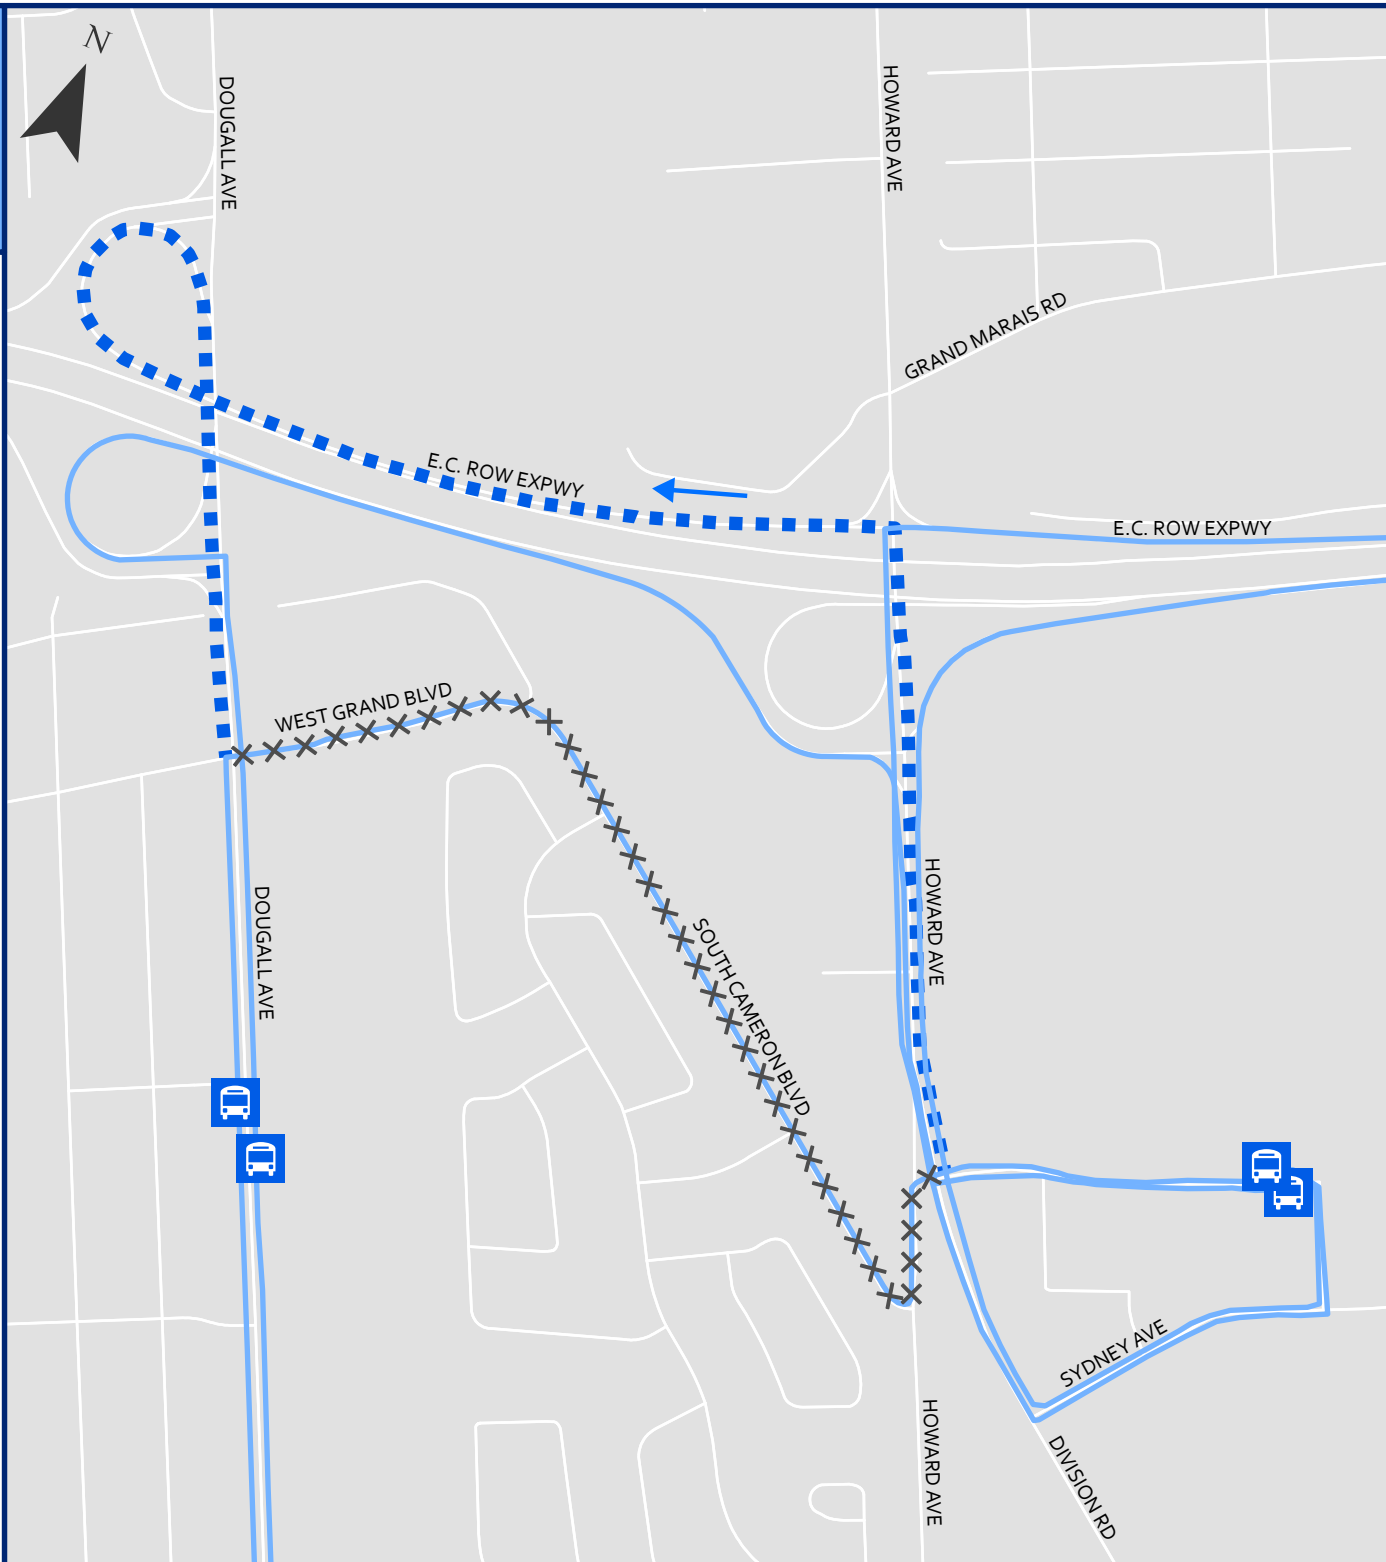 N
DOUGALL AVE
HOWARD AVE
GRAND MARAIS RD
E.C. ROW EXPWY
E.C. ROW EXPWY
WEST GRAND BLVD
DOUGALL AVE
HOWARD AVE
SOUTH CAMERON BLVD
SYDNEY AVE
HOWARD AVE
DIVISION RD